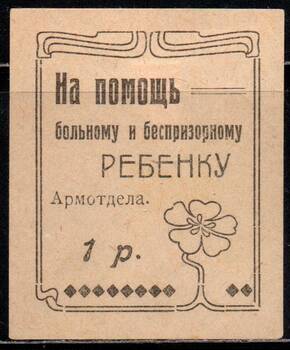 На помощь
больному и беспризорному
РЕБЕНКУ
Армотдела.
1 р.